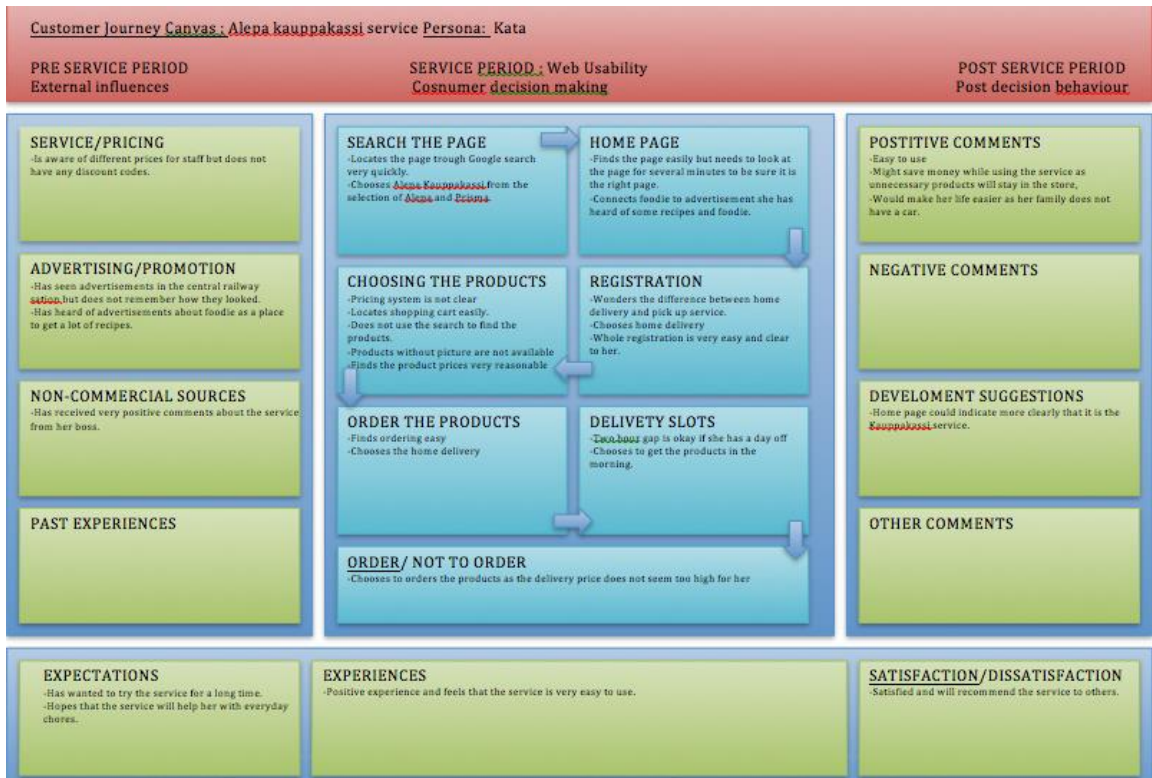 Customer Journey Canvas : Alepa kauppakassi service Persona: Kata
PRE SERVICE PERIOD
External influences
SERVICE PERIOD : Web Usability
Cosnumer decision making
POST SERVICE PERIOD
Post decision behaviour
SERVICE/PRICING
-Is aware of different prices for staff but does not
have any discount codes.
ADVERTISING/PROMOTION
-Has seen advertisements in the central railway
sation but does not remember how they looked.
-Has heard of advertisements about foodie as a place
to get a lot of recipes.
NON-COMMERCIAL SOURCES
-Has received very positive comments about the service
from her boss.
PAST EXPERIENCES
SEARCH THE PAGE
-Locates the page trough Google search
very quickly.
-Chooses Alepa Kauppakassi from the
selection of Alepa and Prisma.
HOME PAGE
-Finds the page easily but needs to look at
the page for several minutes to be sure it is
the right page.
-Connects foodie to advertisement she has
heard of some recipes and foodie.
REGISTRATION
-Wonders the difference between home
delivery and pick up service.
-Chooses home delivery
-Whole registration is very easy and clear
to her.
CHOOSING THE PRODUCTS
-Pricing system is not clear
-Locates shopping cart easily.
-Does not use the search to find the
products.
-Products without picture are not available
-Finds the product prices very reasonable
ORDER THE PRODUCTS
-Finds ordering easy
-Chooses the home delivery
DELIVETY SLOTS
-Two hour gap is okay if she has a day off
-Chooses to get the products in the
morning.
ORDER/ NOT TO ORDER
-Chooses to orders the products as the delivery price does not seem too high for her
POSTITIVE COMMENTS
-Easy to use
-Might save money while using the service as
unnecessary products will stay in the store,
-Would make her life easier as her family does not
have a car.
NEGATIVE COMMENTS
DEVELOMENT SUGGESTIONS
-Home page could indicate more clearly that it is the
Kauppakassi service.
OTHER COMMENTS
EXPECTATIONS
-Has wanted to try the service for a long time.
-Hopes that the service will help her with everyday
chores.
EXPERIENCES
-Positive experience and feels that the service is very easy to use.
SATISFACTION/DISSATISFACTION
-Satisfied and will recommend the service to others.